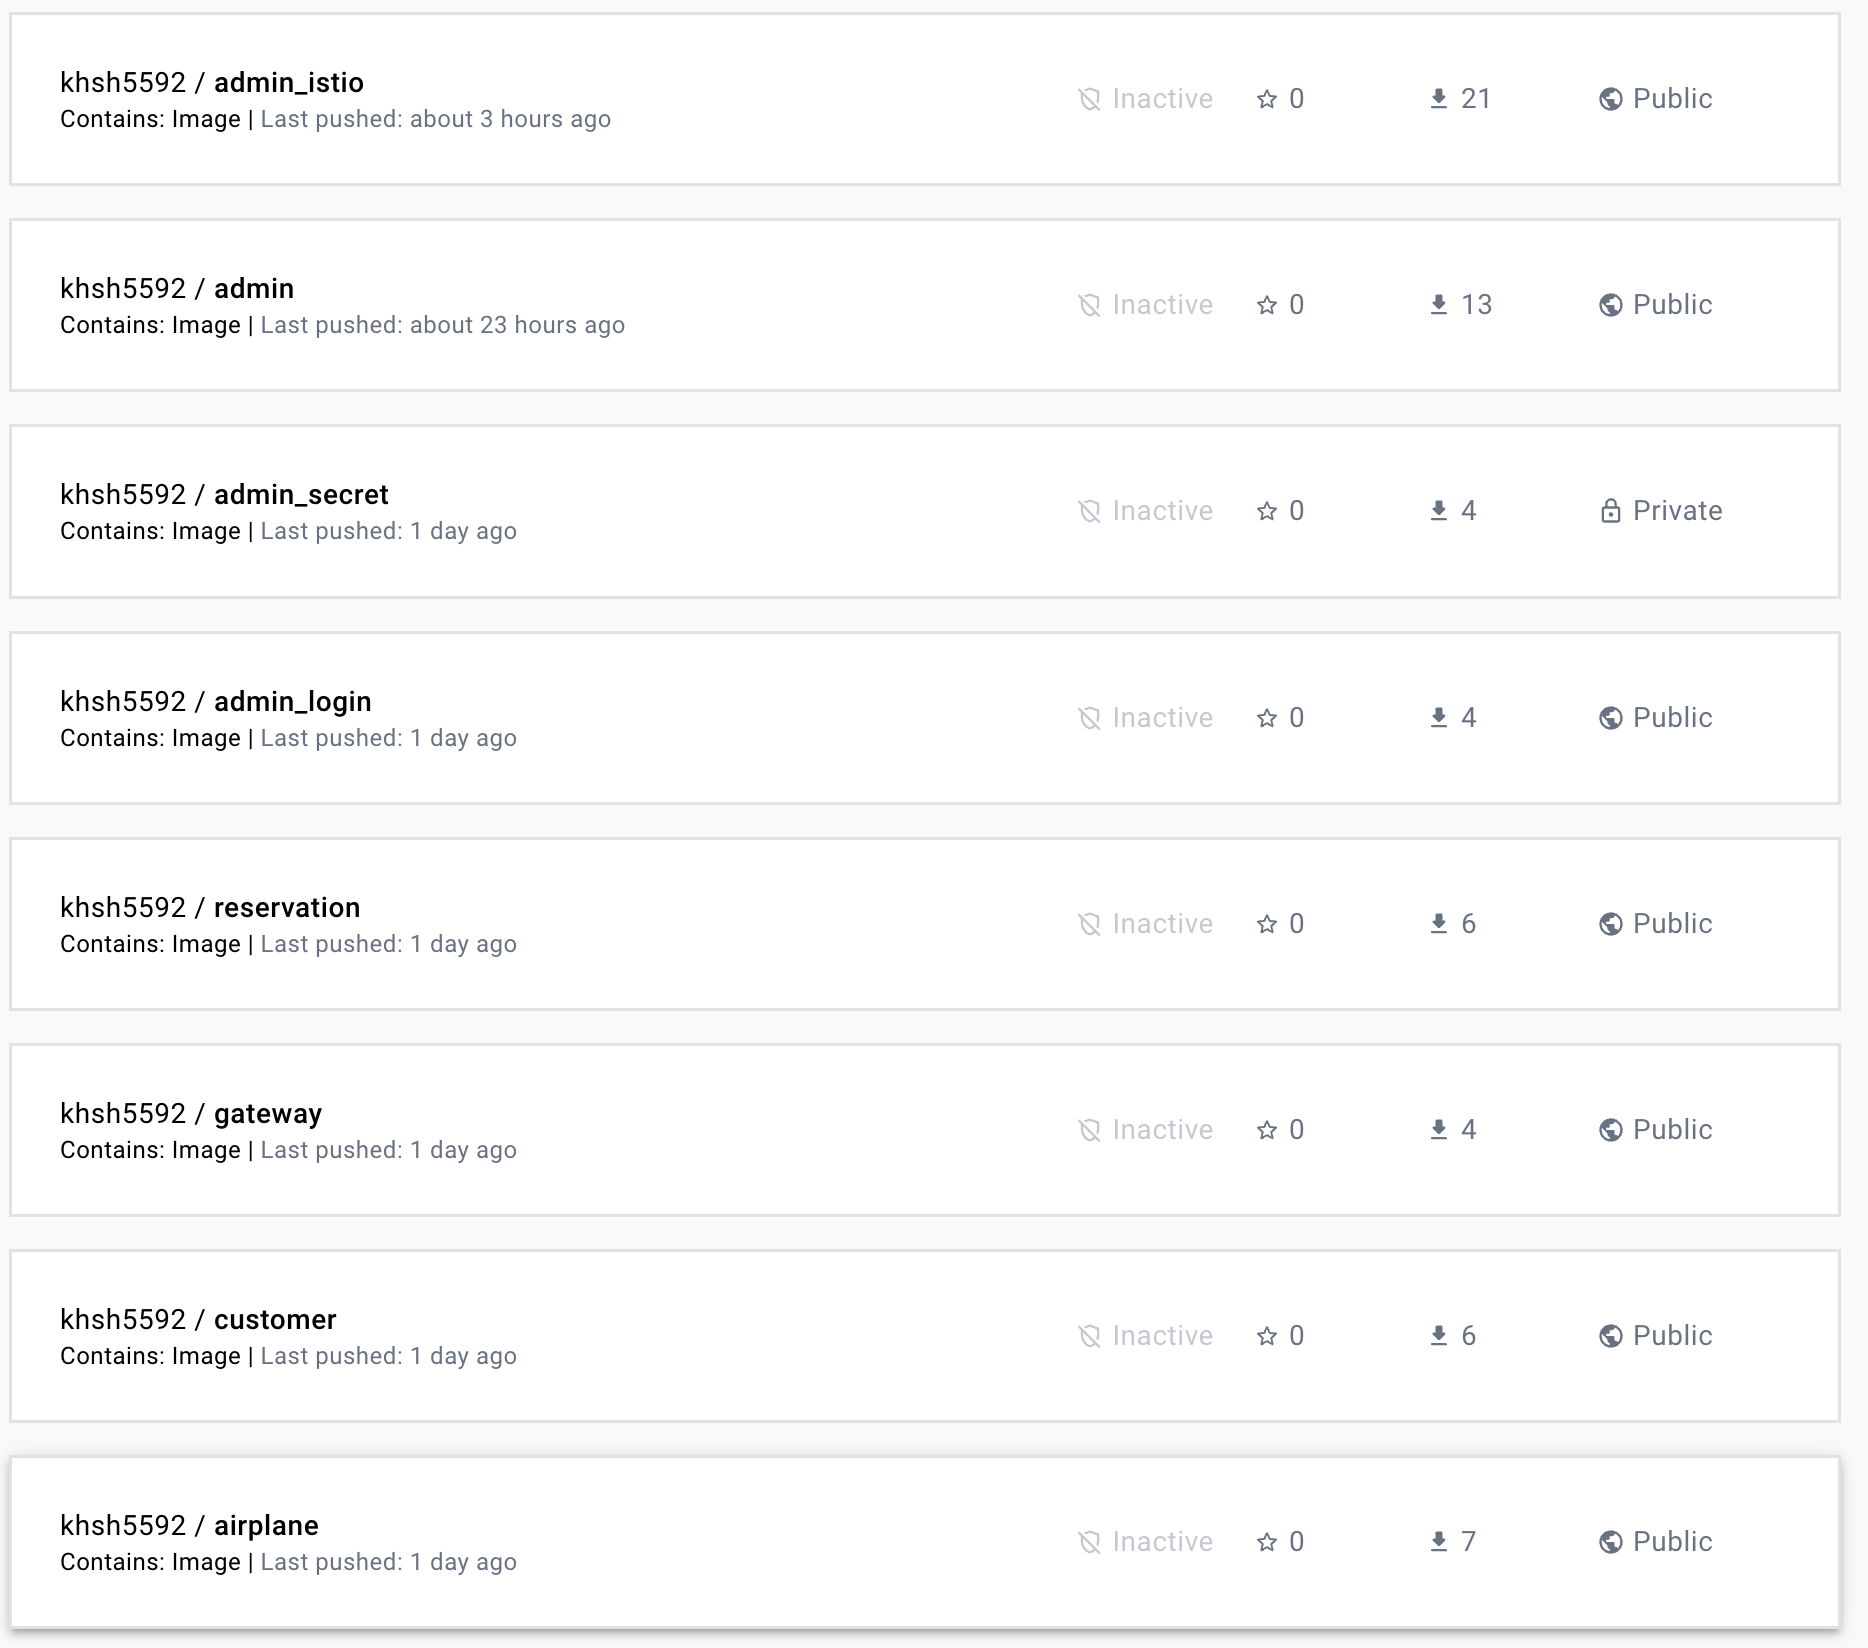 khsh5592 / admin_istio
Contains: Image | Last pushed: about 3 hours ago
Inactive 0 21 Public
khsh5592 / admin
Contains: Image | Last pushed: about 23 hours ago
Inactive 0 13 Public
khsh5592 / admin_secret
Contains: Image | Last pushed: 1 day ago
Inactive 0 4 Private
khsh5592 / admin_login
Contains: Image | Last pushed: 1 day ago
Inactive 0 4 Public
khsh5592 / reservation
Contains: Image | Last pushed: 1 day ago
Inactive 0 6 Public
khsh5592 / gateway
Contains: Image | Last pushed: 1 day ago
Inactive 0 4 Public
khsh5592 / customer
Contains: Image | Last pushed: 1 day ago
Inactive 0 6 Public
khsh5592 / airplane
Contains: Image | Last pushed: 1 day ago
Inactive 0 7 Public